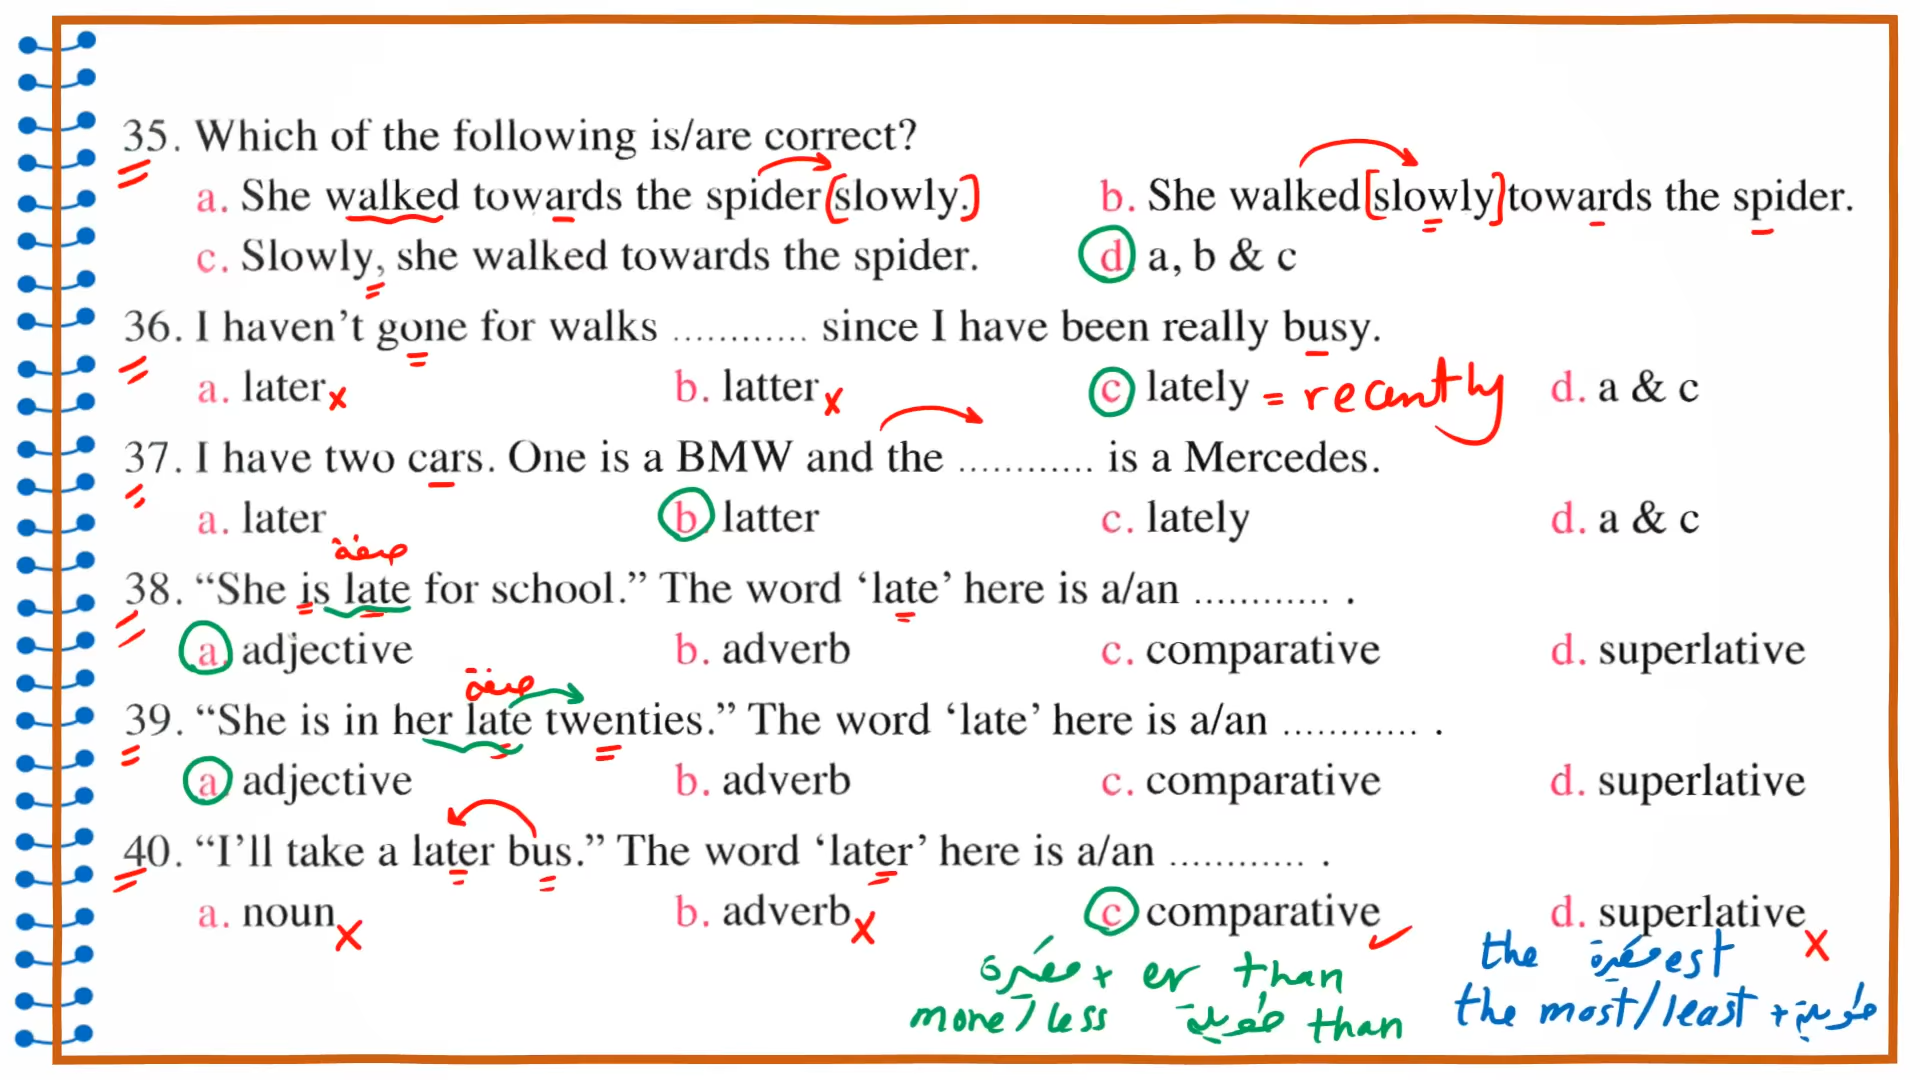 35. Which of the following is/are correct?
a. She walked towards the spider [slowly.] b. She walked [slowly] towards the spider.
c. Slowly, she walked towards the spider. d. a, b & c
36. I haven't gone for walks ............ since I have been really busy.
a. later x b. latter x c. lately = recently d. a & c
37. I have two cars. One is a BMW and the ............ is a Mercedes.
a. later b. latter c. lately d. a & c
صفة
38. “She is late for school.” The word ‘late’ here is a/an ............ .
a. adjective b. adverb c. comparative d. superlative
صفة
39. “She is in her late twenties.” The word ‘late’ here is a/an ............ .
a. adjective b. adverb c. comparative d. superlative
40. “I’ll take a later bus.” The word ‘later’ here is a/an ............ .
a. noun x b. adverb x c. comparative ✓ d. superlative x
قصيرة + er than the قصيرة est
more/less طويلة than the most/least + طويلة